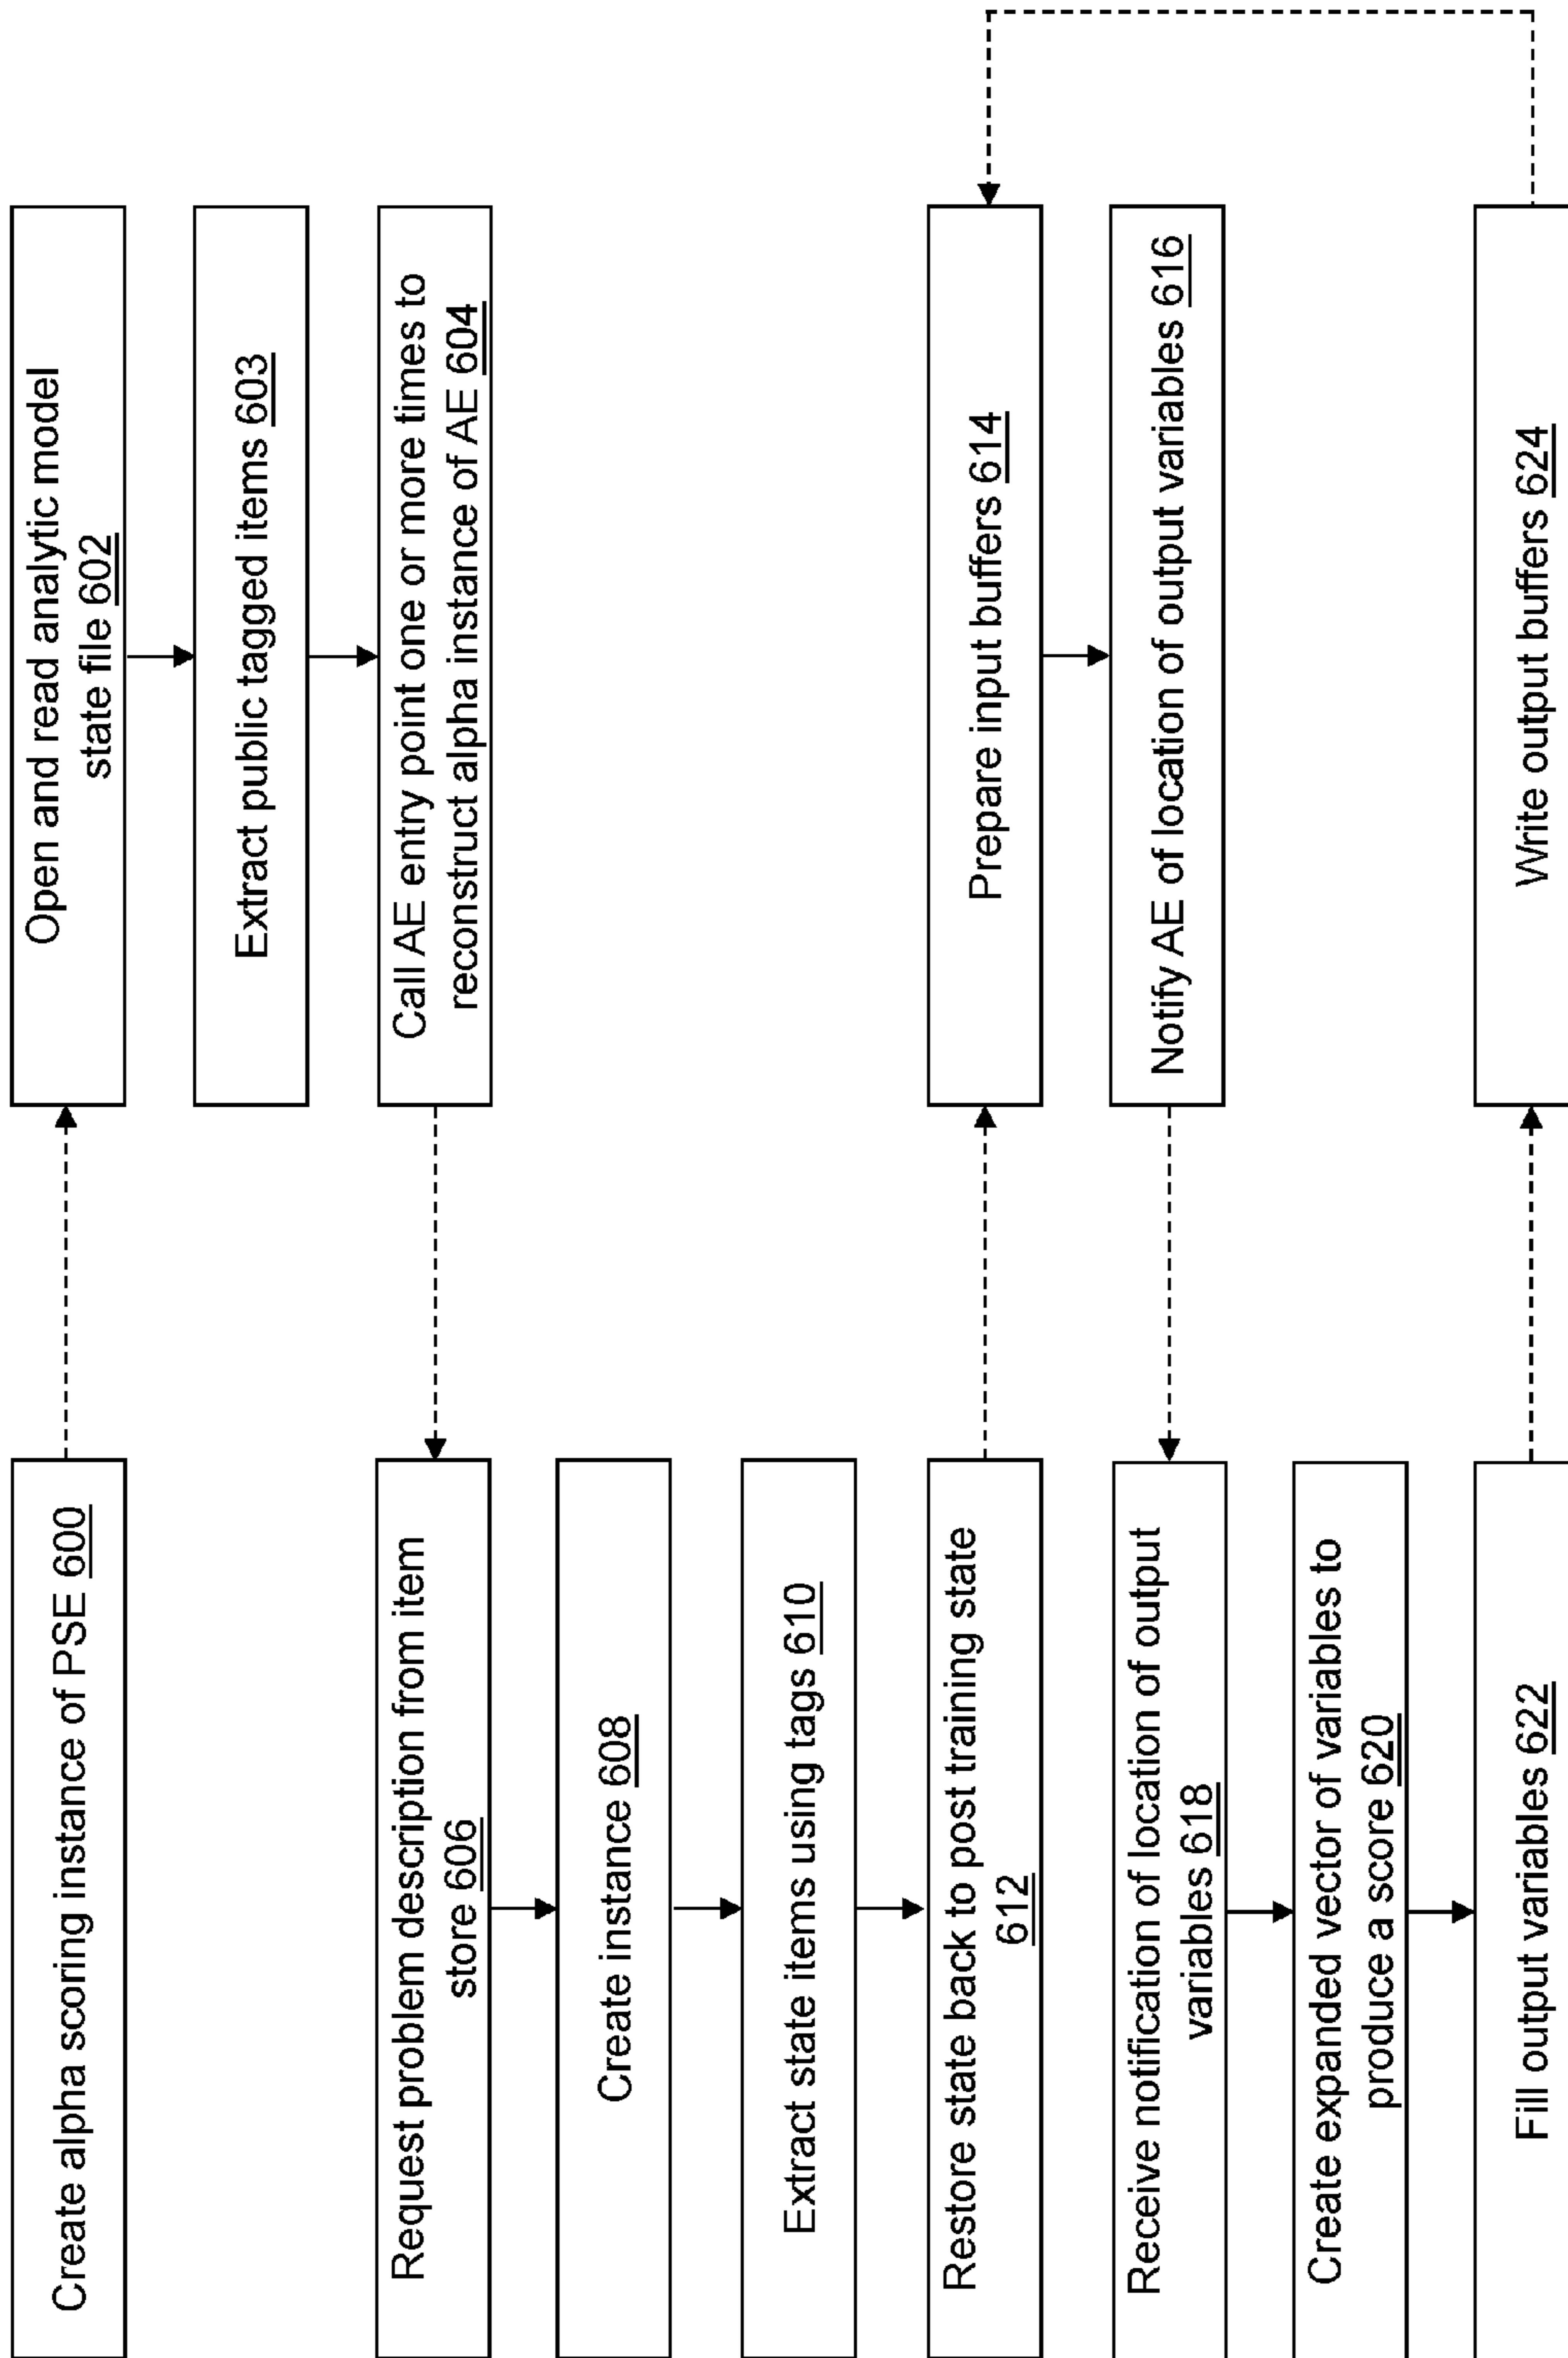 Create alpha scoring instance of PSE 600
Open and read analytic model
state file 602
Extract public tagged items 603
Call AE entry point one or more times to
reconstruct alpha instance of AE 604
Request problem description from item
store 606
Create instance 608
Extract state items using tags 610
Restore state back to post training state
612
Prepare input buffers 614
Notify AE of location of output variables 616
Receive notification of location of output
variables 618
Create expanded vector of variables to
produce a score 620
Fill output variables 622
Write output buffers 624